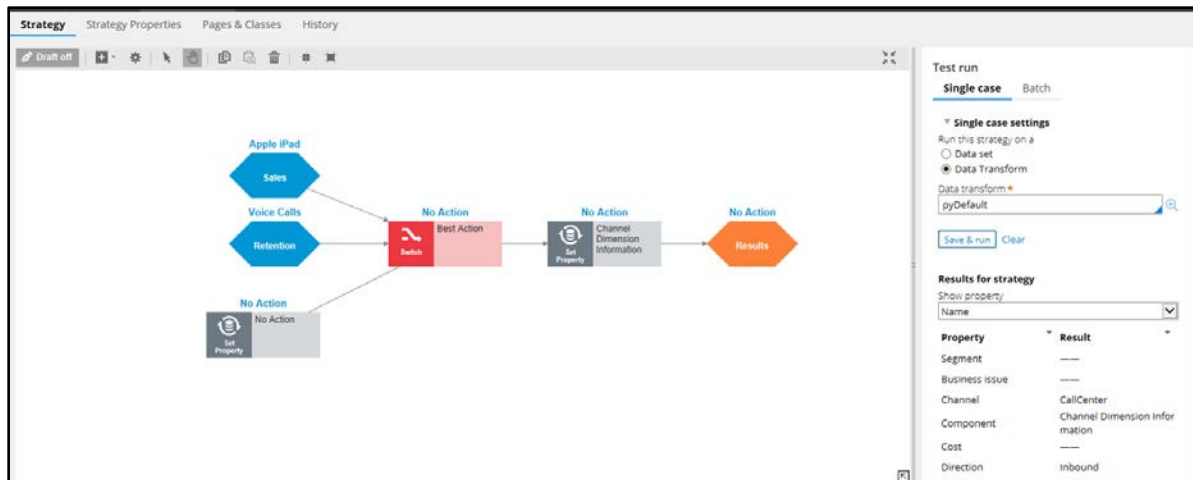 Strategy Strategy Properties Pages & Classes History
Draft off
Test run
Single case Batch
Single case settings
Run this strategy on a
Data set
Data Transform
Data transform★
pyDefault
Save & run Clear
Results for strategy
Show property
Name
Property Result
Segment ——
Business issue ——
Channel CallCenter
Component Channel Dimension Infor
mation
Cost ——
Direction Inbound
Apple iPad
Sales
Voice Calls
Retention
No Action
No Action
Set
Property
No Action
Best Action
Switch
No Action
Channel
Dimension
Information
Set
Property
No Action
Results